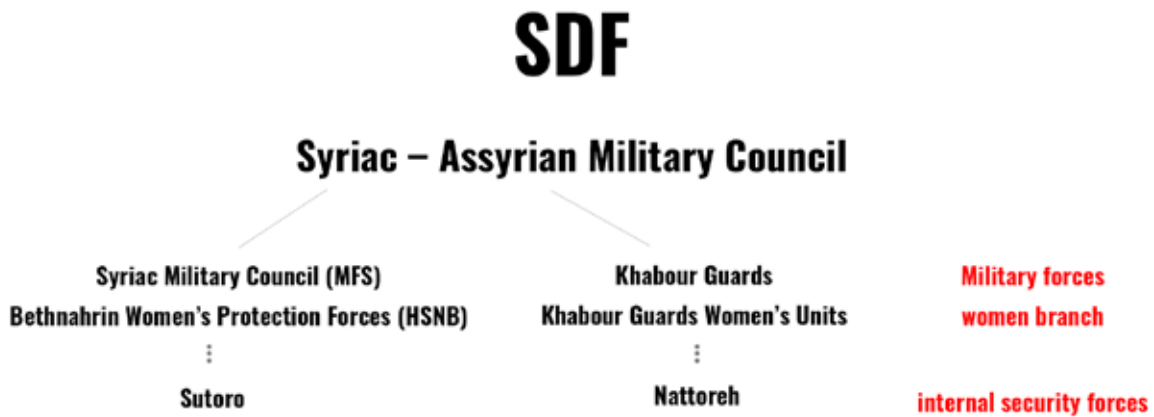 SDF
Syriac – Assyrian Military Council
Syriac Military Council (MFS) Khabour Guards Military forces
Bethnahrin Women's Protection Forces (HSNB) Khabour Guards Women's Units women branch
Sutoro Nattoreh internal security forces